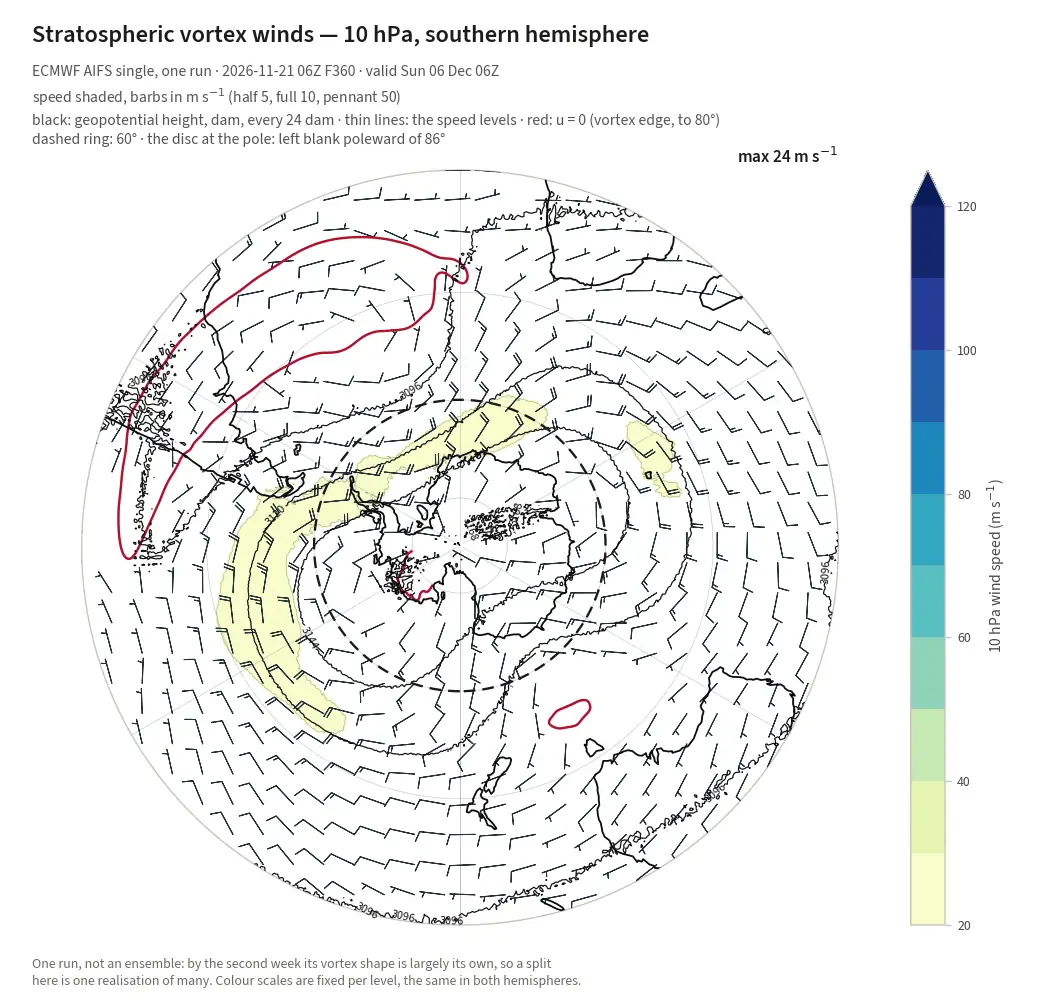 Stratospheric vortex winds — 10 hPa, southern hemisphere
ECMWF AIFS single, one run · 2026-11-21 06Z F360 · valid Sun 06 Dec 06Z
speed shaded, barbs in m s⁻¹ (half 5, full 10, pennant 50)
black: geopotential height, dam, every 24 dam · thin lines: the speed levels · red: u = 0 (vortex edge, to 80°)
dashed ring: 60° · the disc at the pole: left blank poleward of 86°
max 24 m s⁻¹
120
100
80
60
40
20
10 hPa wind speed (m s⁻¹)
3096
3096
3096
3096
3096
3096
One run, not an ensemble: by the second week its vortex shape is largely its own, so a split
here is one realisation of many. Colour scales are fixed per level, the same in both hemispheres.